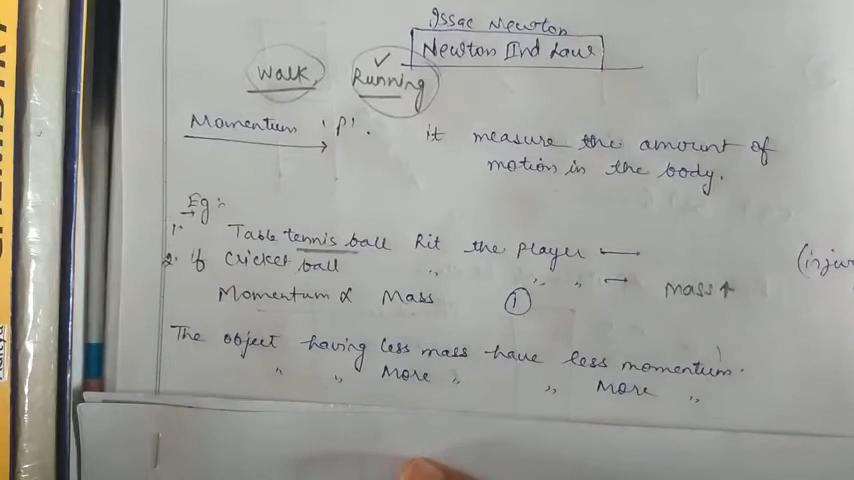 Issac Newton
Newton IInd Law
Walk, ✓ Running
Momentum 'P'. it measure the amount of
motion in the body.
→ Eg:
1. Table tennis ball Rit the player ←
2. if Cricket ball " " " → Mass↑ (injur
Momentum ∝ Mass ①
The object having less mass have less momentum.
" " More " " More "